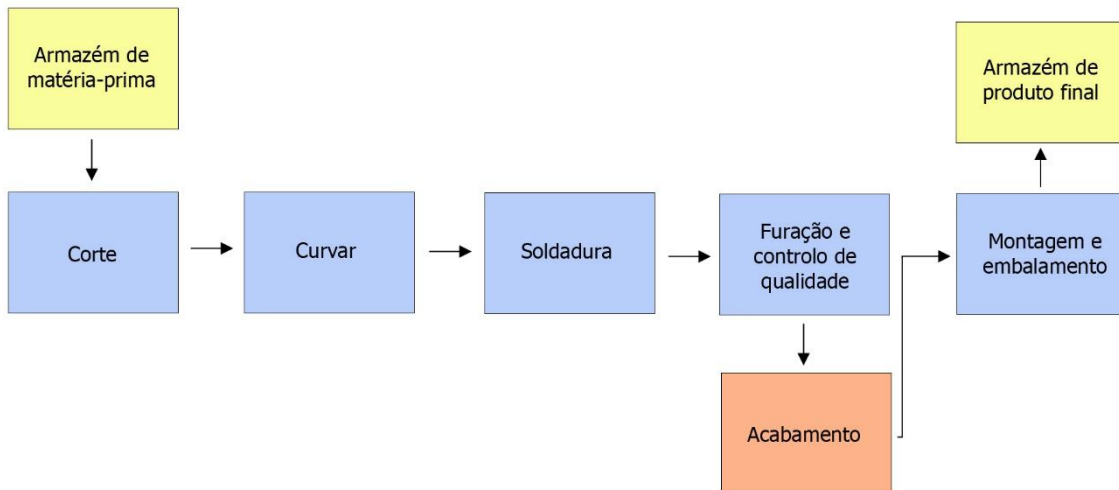 Armazém de
matéria-prima
Corte
Curvar
Soldadura
Furação e
controlo de
qualidade
Acabamento
Montagem e
embalamento
Armazém de
produto final